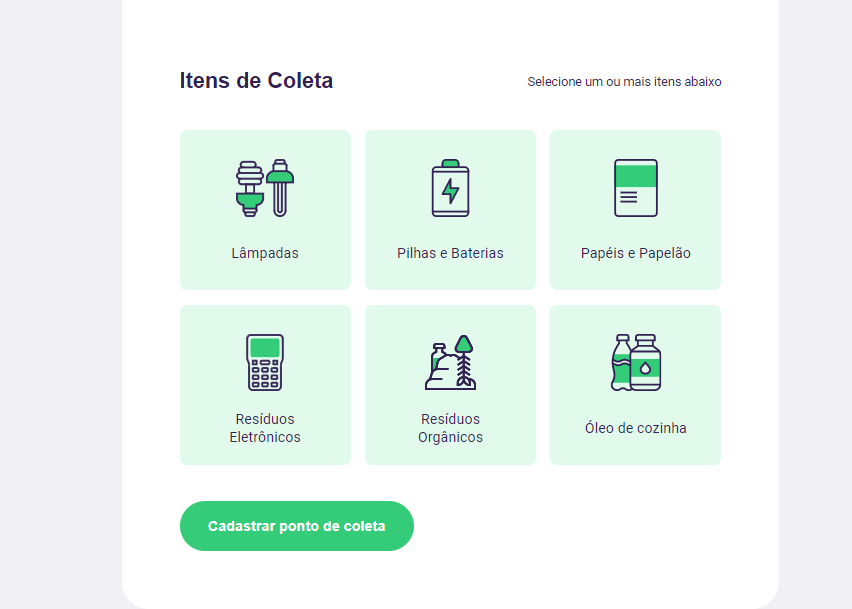 Itens de Coleta
Selecione um ou mais itens abaixo
Lâmpadas
Pilhas e Baterias
Papéis e Papelão
Resíduos
Eletrônicos
Resíduos
Orgânicos
Óleo de cozinha
Cadastrar ponto de coleta